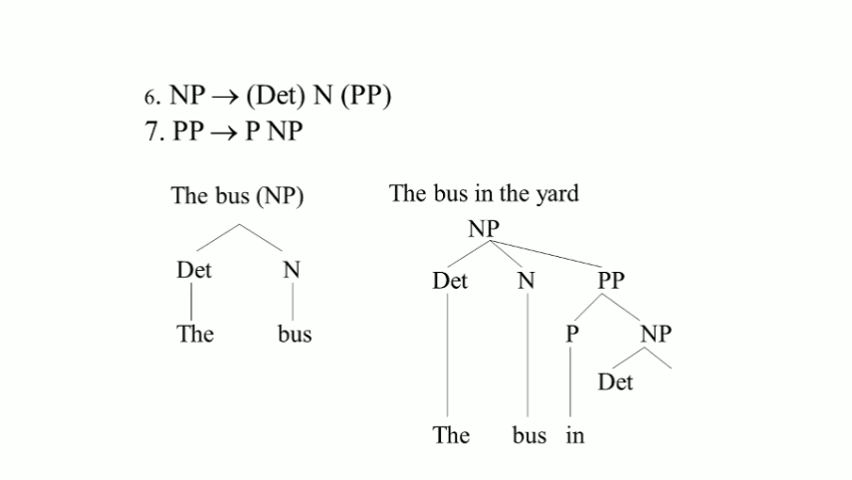 6. NP → (Det) N (PP)
7. PP → P NP
The bus (NP)
Det N
The bus
The bus in the yard
NP
Det N PP
P NP
Det
The bus in